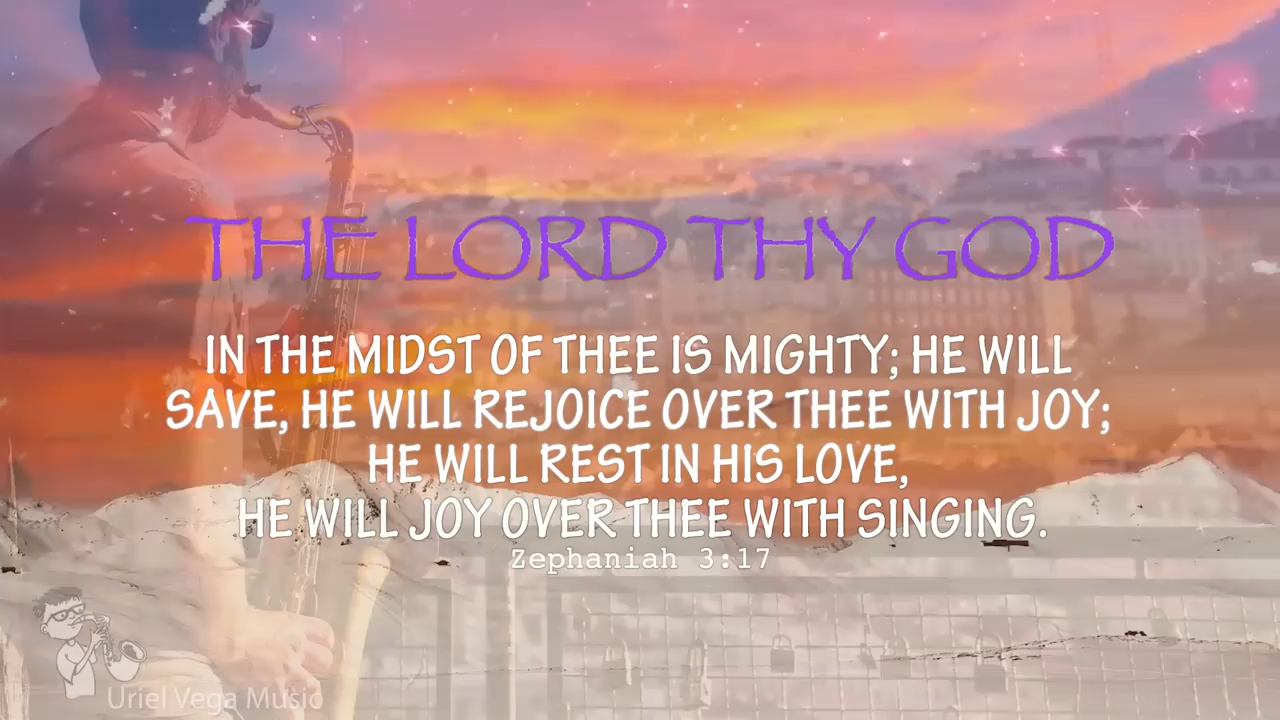 THE LORD THY GOD
IN THE MIDST OF THEE IS MIGHTY; HE WILL
SAVE, HE WILL REJOICE OVER THEE WITH JOY;
HE WILL REST IN HIS LOVE,
HE WILL JOY OVER THEE WITH SINGING.
Zephaniah 3:17
Uriel Vega Music